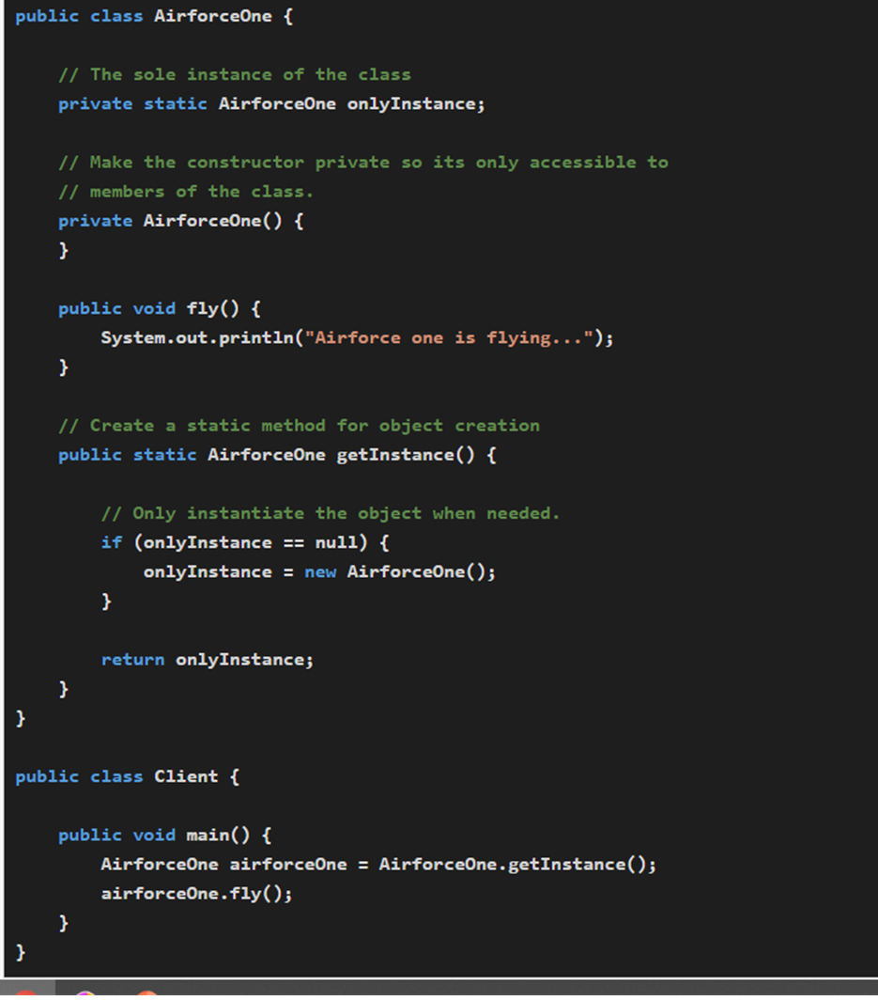 public class AirforceOne {
// The sole instance of the class
private static AirforceOne onlyInstance;
// Make the constructor private so its only accessible to
// members of the class.
private AirforceOne() {
}
public void fly() {
System.out.println("Airforce one is flying...");
}
// Create a static method for object creation
public static AirforceOne getInstance() {
// Only instantiate the object when needed.
if (onlyInstance == null) {
onlyInstance = new AirforceOne();
}
return onlyInstance;
}
}
public class Client {
public void main() {
AirforceOne airforceOne = AirforceOne.getInstance();
airforceOne.fly();
}
}